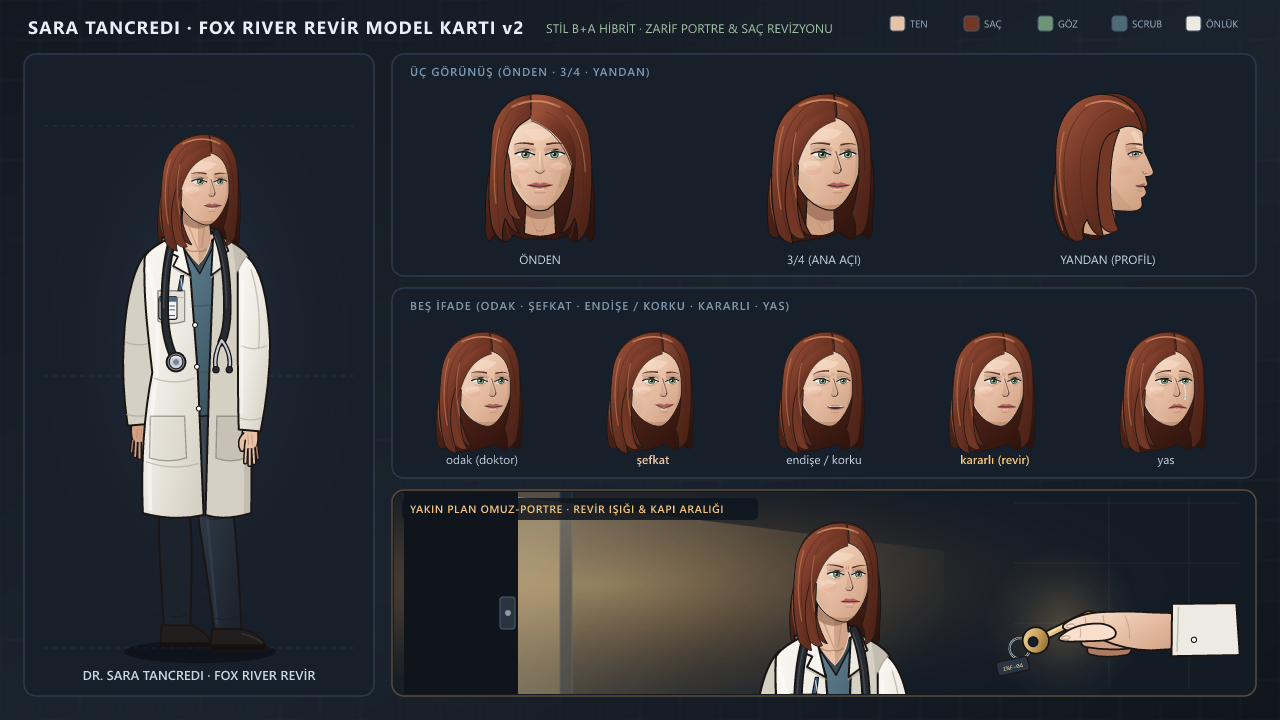 SARA TANCREDI · FOX RIVER REVİR MODEL KARTI v2
STİL B+A HİBRİT · ZARİF PORTRE & SAÇ REVİZYONU
TEN
SAÇ
GÖZ
SCRUB
ÖNLÜK
ÜÇ GÖRÜNÜŞ (ÖNDEN · 3/4 · YANDAN)
ÖNDEN
3/4 (ANA AÇI)
YANDAN (PROFİL)
BEŞ İFADE (ODAK · ŞEFKAT · ENDİŞE / KORKU · KARARLI · YAS)
odak (doktor)
şefkat
endişe / korku
kararlı (revir)
yas
YAKIN PLAN OMUZ-PORTRE · REVİR IŞIĞI & KAPI ARALIĞI
INF-04
DR. SARA TANCREDI · FOX RIVER REVİR